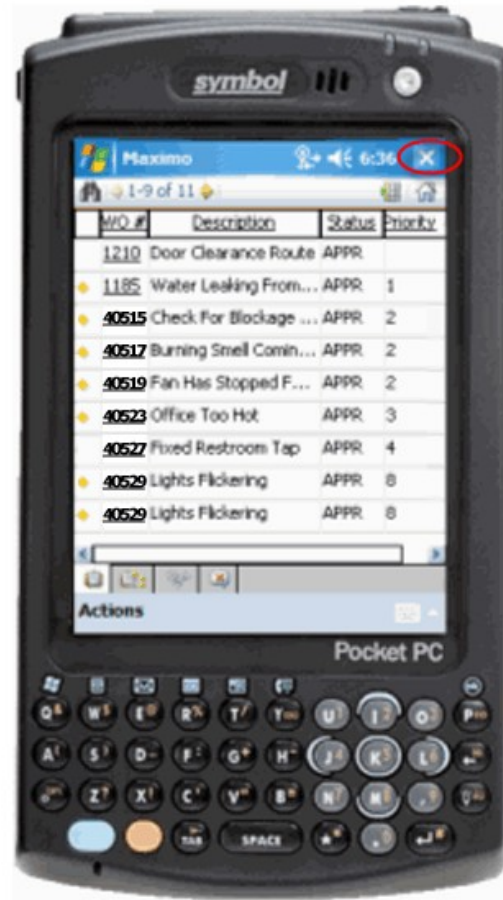 symbol
Maximo 6:36
1-9 of 11
WO # Description Status Priority
1210 Door Clearance Route APPR
1185 Water Leaking From... APPR 1
40515 Check For Blockage ... APPR 2
40517 Burning Smell Comin... APPR 2
40519 Fan Has Stopped F... APPR 2
40523 Office Too Hot APPR 3
40527 Fixed Restroom Tap APPR 4
40529 Lights Flickering APPR 8
40529 Lights Flickering APPR 8
Actions
Pocket PC
Q W E R T Y U I O P
A S D F G H J K L
Z X C V B N M
TAB SPACE